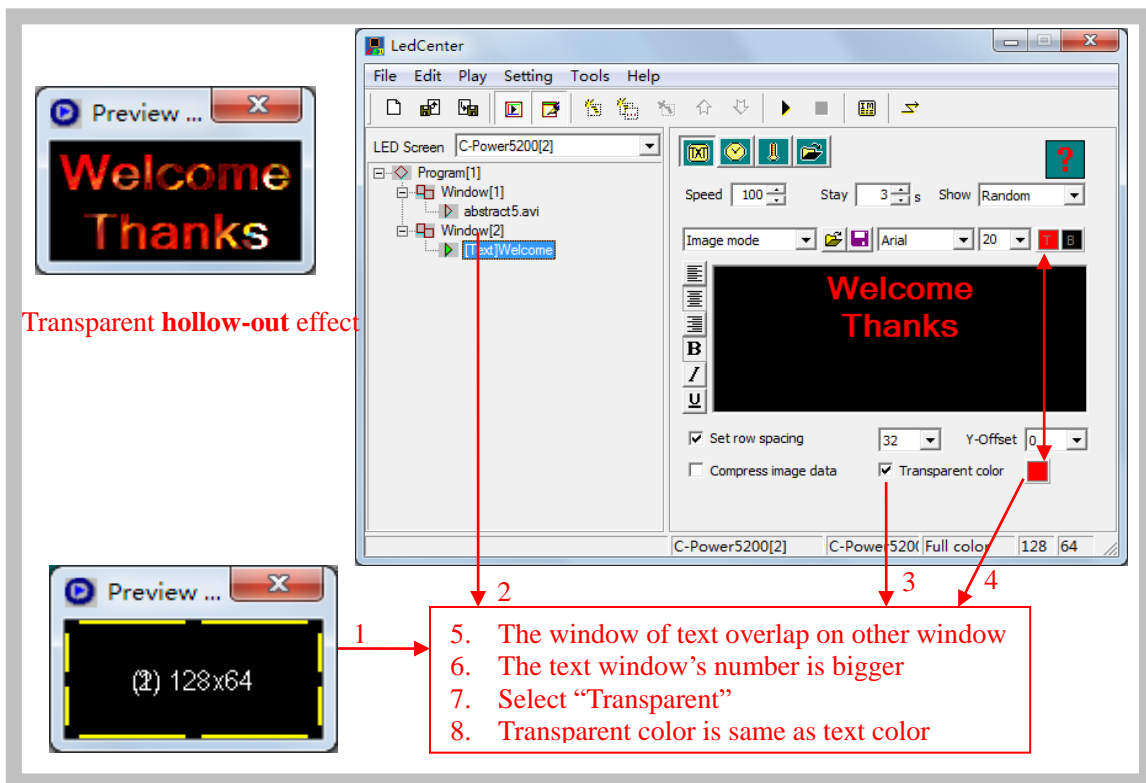 Preview ...
Welcome
Thanks
Transparent hollow-out effect
LedCenter
File Edit Play Setting Tools Help
LED Screen C-Power5200[2]
Program[1]
Window[1]
abstract5.avi
Window[2]
[Text]Welcome
TXT
?
Speed 100 Stay 3 s Show Random
Image mode Arial 20 T B
Welcome
Thanks
B
I
U
Set row spacing 32 Y-Offset 0
Compress image data Transparent color
C-Power5200[2] C-Power520( Full color 128 64
Preview ...
128x64
1
2
3
4
5. The window of text overlap on other window
6. The text window's number is bigger
7. Select “Transparent”
8. Transparent color is same as text color